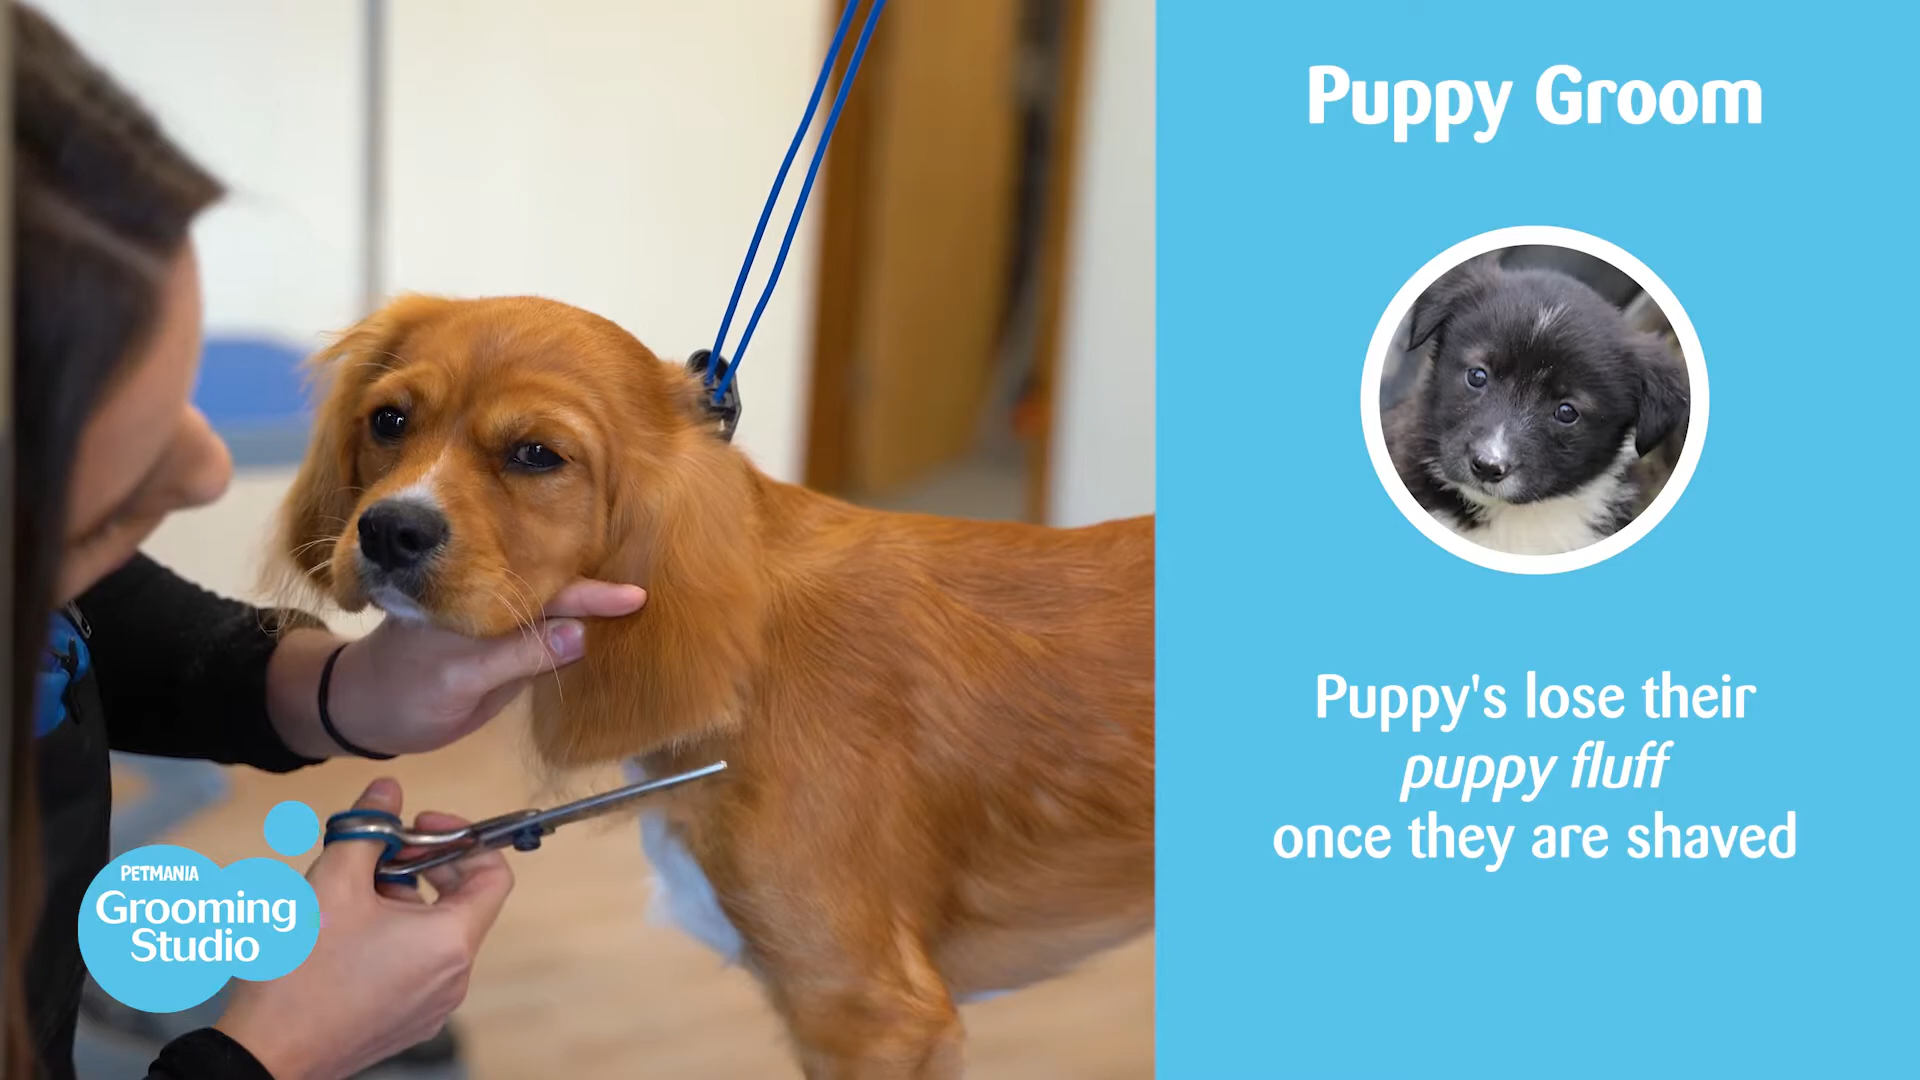 Puppy Groom
Puppy's lose their
puppy fluff
once they are shaved
PETMANIA
Grooming
Studio